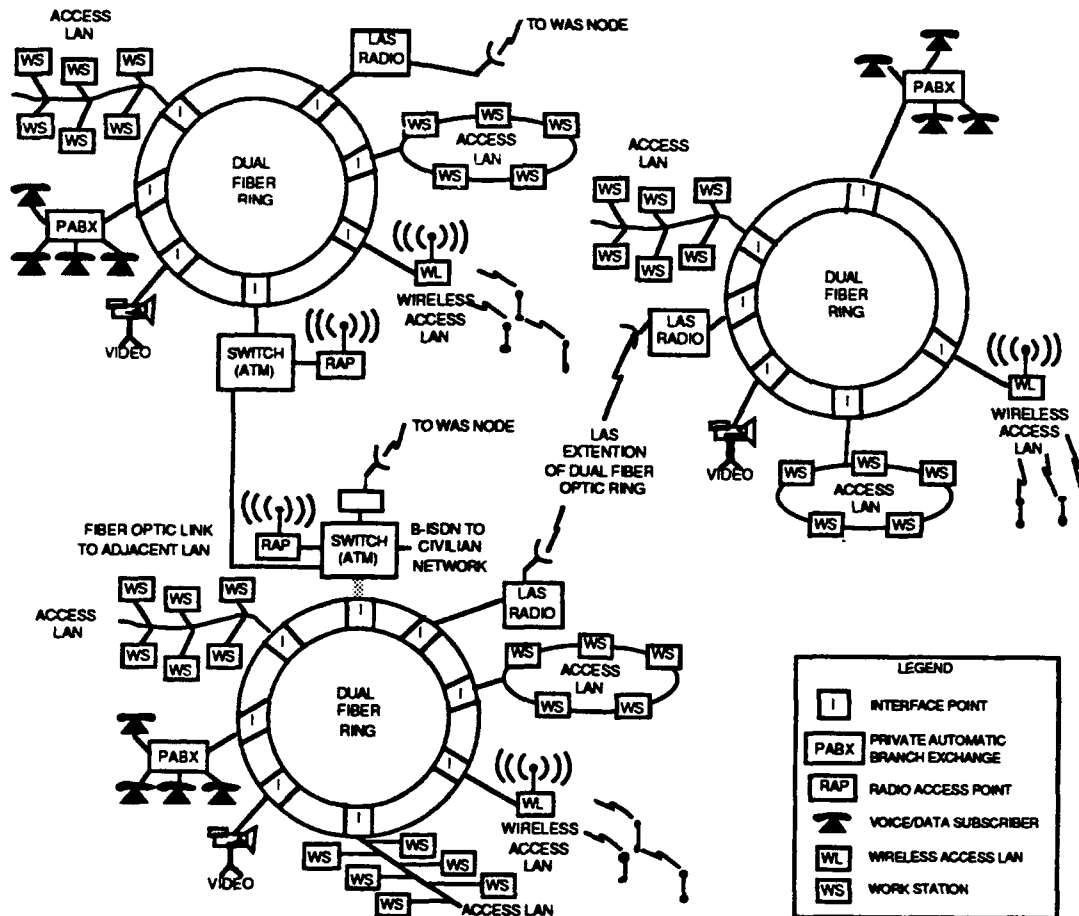 ACCESS
LAN
WS
WS
WS
WS
WS
WS
LAS
RADIO
TO WAS NODE
I
I
I
I
I
I
I
DUAL
FIBER
RING
WS
WS
WS
WS
WS
ACCESS
LAN
PABX
VIDEO
WL
WIRELESS
ACCESS
LAN
SWITCH
(ATM)
RAP
PABX
ACCESS
LAN
WS
WS
WS
WS
WS
WS
I
I
I
I
I
I
DUAL
FIBER
RING
LAS
RADIO
VIDEO
WL
WIRELESS
ACCESS
LAN
WS
WS
WS
WS
WS
ACCESS
LAN
LAS
EXTENTION
OF DUAL FIBER
OPTIC RING
TO WAS NODE
FIBER OPTIC LINK
TO ADJACENT LAN
RAP
SWITCH
(ATM)
B-ISDN TO
CIVILIAN
NETWORK
ACCESS
LAN
WS
WS
WS
WS
WS
WS
LAS
RADIO
I
I
I
I
I
I
I
I
DUAL
FIBER
RING
WS
WS
WS
WS
WS
ACCESS
LAN
PABX
VIDEO
WL
WIRELESS
ACCESS
LAN
WS
WS
WS
WS
WS
WS
ACCESS LAN
LEGEND
I INTERFACE POINT
PABX PRIVATE AUTOMATIC
BRANCH EXCHANGE
RAP RADIO ACCESS POINT
VOICE/DATA SUBSCRIBER
WL WIRELESS ACCESS LAN
WS WORK STATION